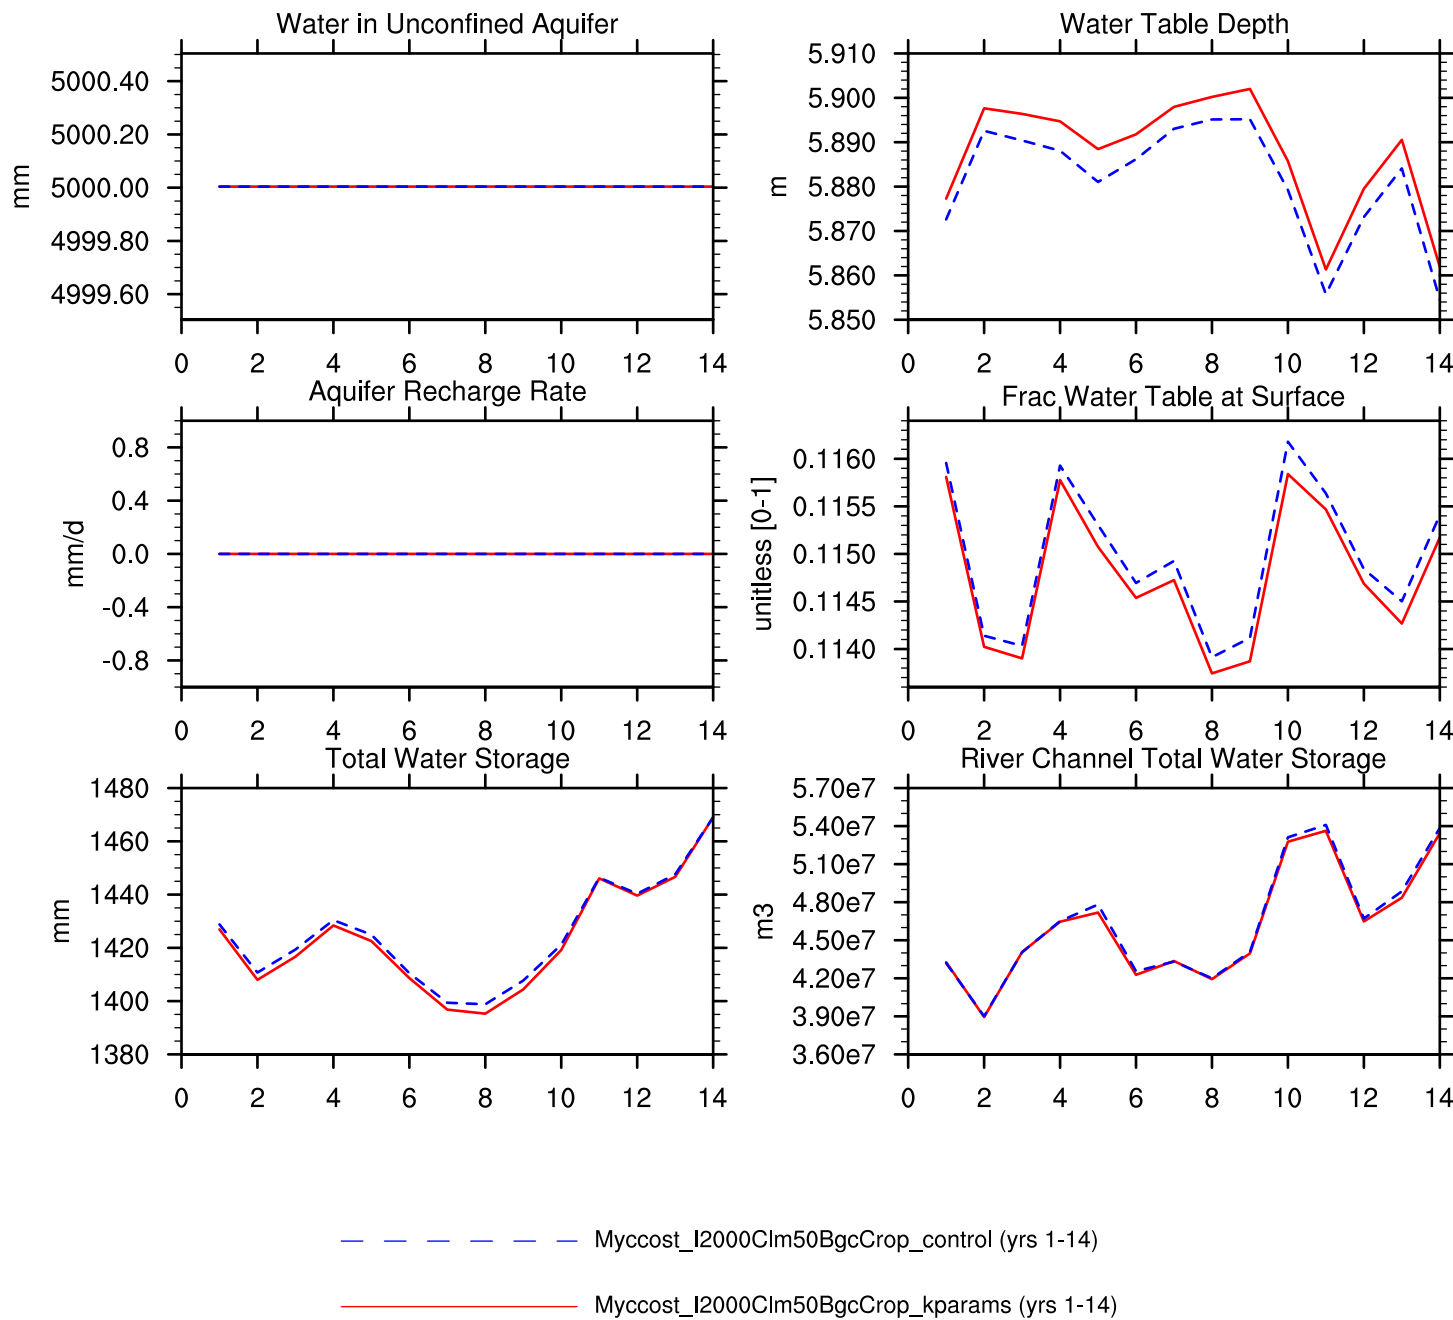 Water in Unconfined Aquifer
5000.40
5000.20
5000.00
4999.80
4999.60
mm
0 2 4 6 8 10 12 14
Water Table Depth
5.910
5.900
5.890
5.880
5.870
5.860
5.850
m
0 2 4 6 8 10 12 14
Aquifer Recharge Rate
0.8
0.4
0.0
-0.4
-0.8
mm/d
0 2 4 6 8 10 12 14
Frac Water Table at Surface
0.1160
0.1155
0.1150
0.1145
0.1140
unitless [0-1]
0 2 4 6 8 10 12 14
Total Water Storage
1480
1460
1440
1420
1400
1380
mm
0 2 4 6 8 10 12 14
River Channel Total Water Storage
5.70e7
5.40e7
5.10e7
4.80e7
4.50e7
4.20e7
3.90e7
3.60e7
m3
0 2 4 6 8 10 12 14
Myccost_I2000Clm50BgcCrop_control (yrs 1-14)
Myccost_I2000Clm50BgcCrop_kparams (yrs 1-14)